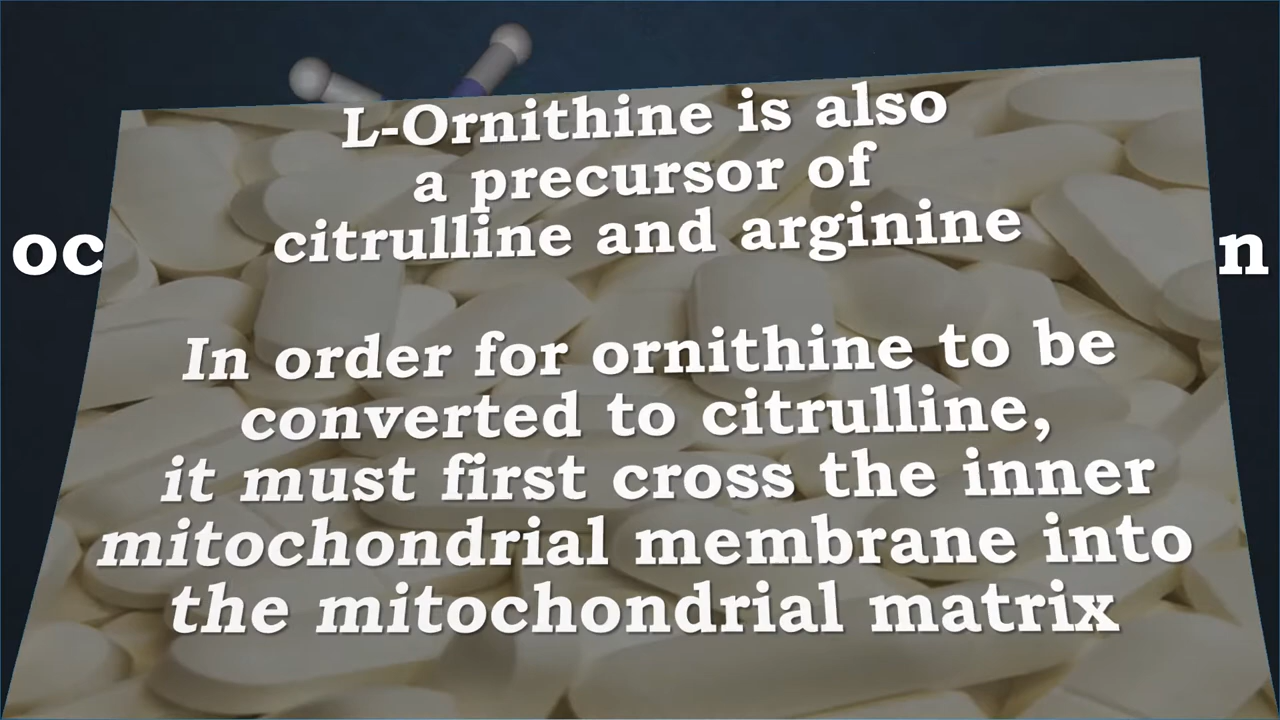 L-Ornithine is also
a precursor of
citrulline and arginine
oc
n
In order for ornithine to be
converted to citrulline,
it must first cross the inner
mitochondrial membrane into
the mitochondrial matrix